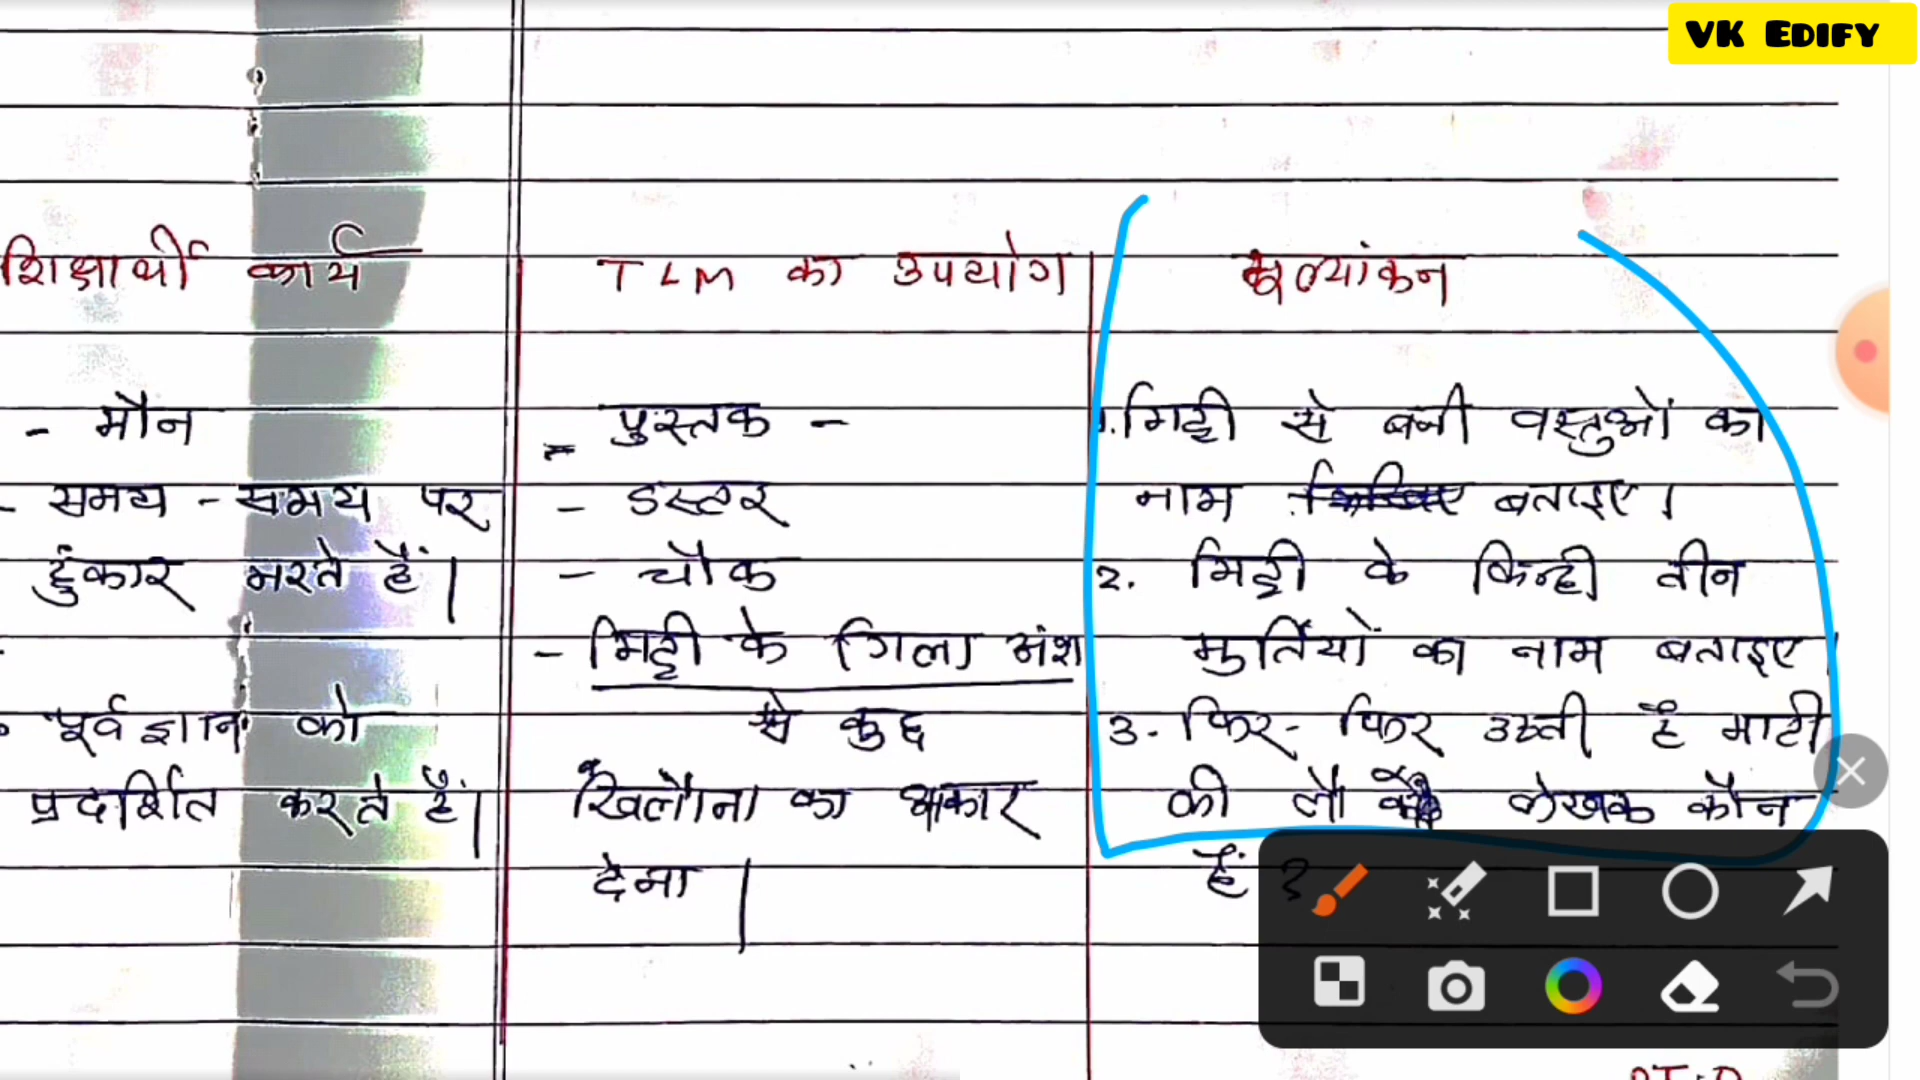 VK EDIFY
शिक्षार्थी कार्य
- मौन
- समय - समय पर
हुंकार भरते हैं।
पूर्व ज्ञान को
प्रदर्शित करते हैं।
TLM का उपयोग
- पुस्तक -
- डस्टर
- चौक
- मिट्टी के गिला अंश
से कुछ
खिलौना का आकार
देना।
मूल्यांकन
1. मिट्टी से बनी वस्तुओं का
नाम बताइए।
2. मिट्टी के किन्ही तीन
मुर्तियों का नाम बताइए।
3. फिर - फिर उठती है माटी
की लौ के लेखक कौन
हैं ?